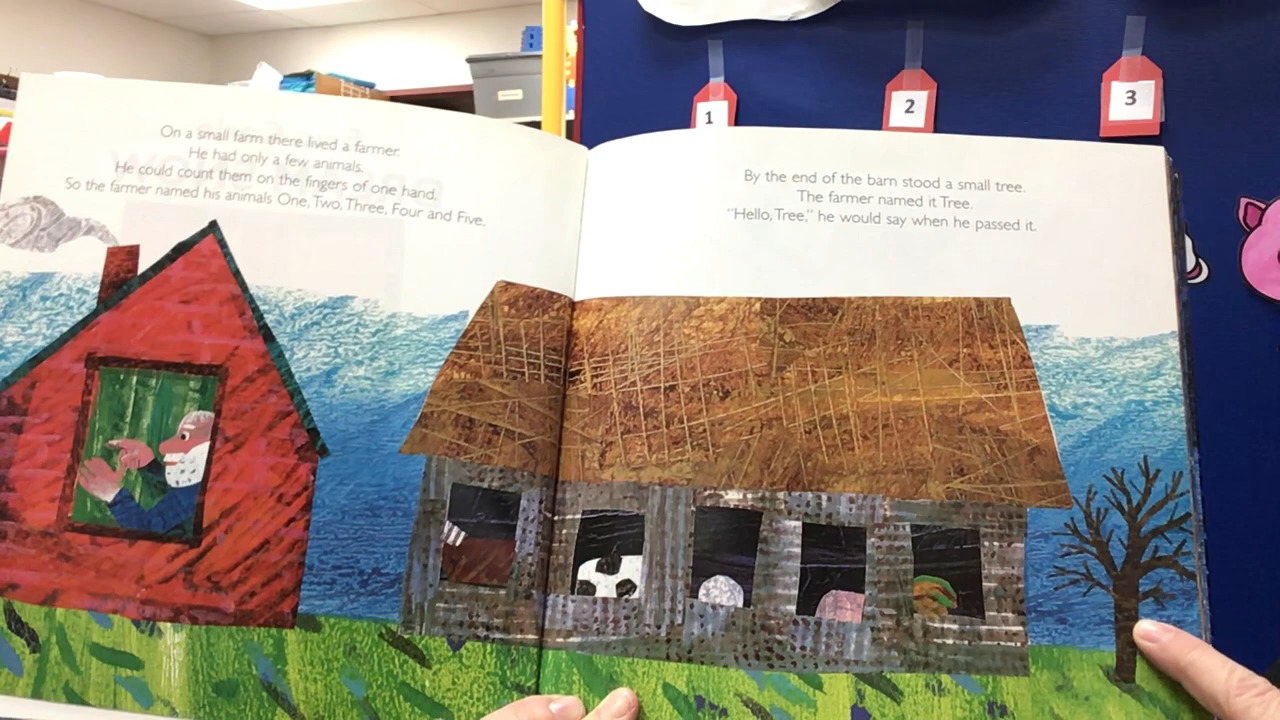 On a small farm there lived a farmer.
He had only a few animals.
He could count them on the fingers of one hand.
So the farmer named his animals One, Two, Three, Four and Five.
By the end of the barn stood a small tree.
The farmer named it Tree.
"Hello, Tree," he would say when he passed it.
1
2
3